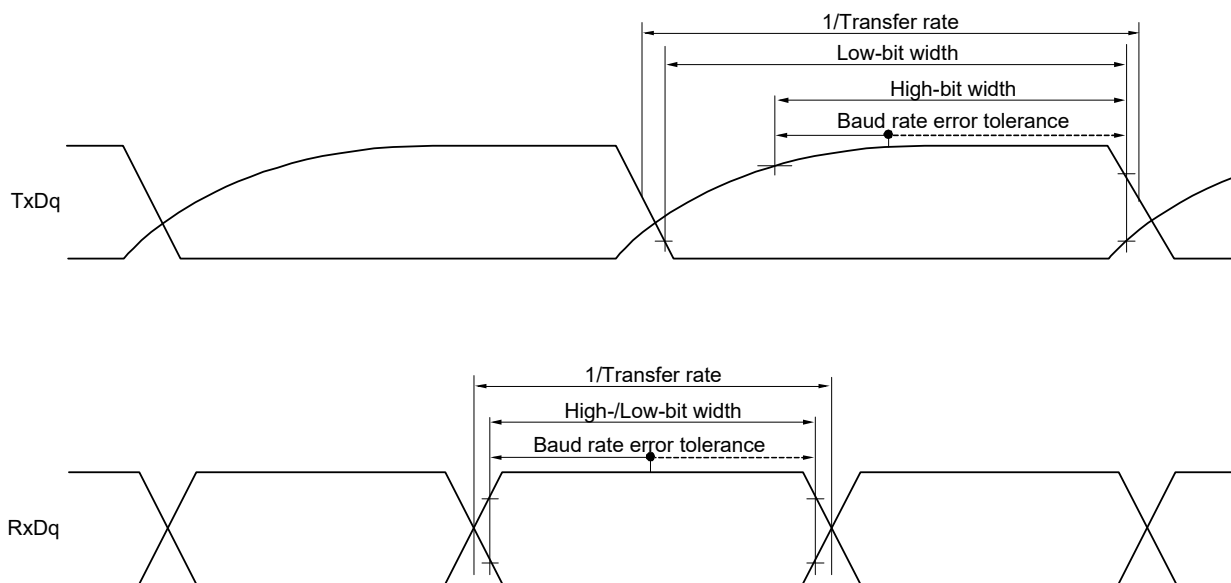 1/Transfer rate
Low-bit width
High-bit width
Baud rate error tolerance
TxDq
1/Transfer rate
High-/Low-bit width
Baud rate error tolerance
RxDq